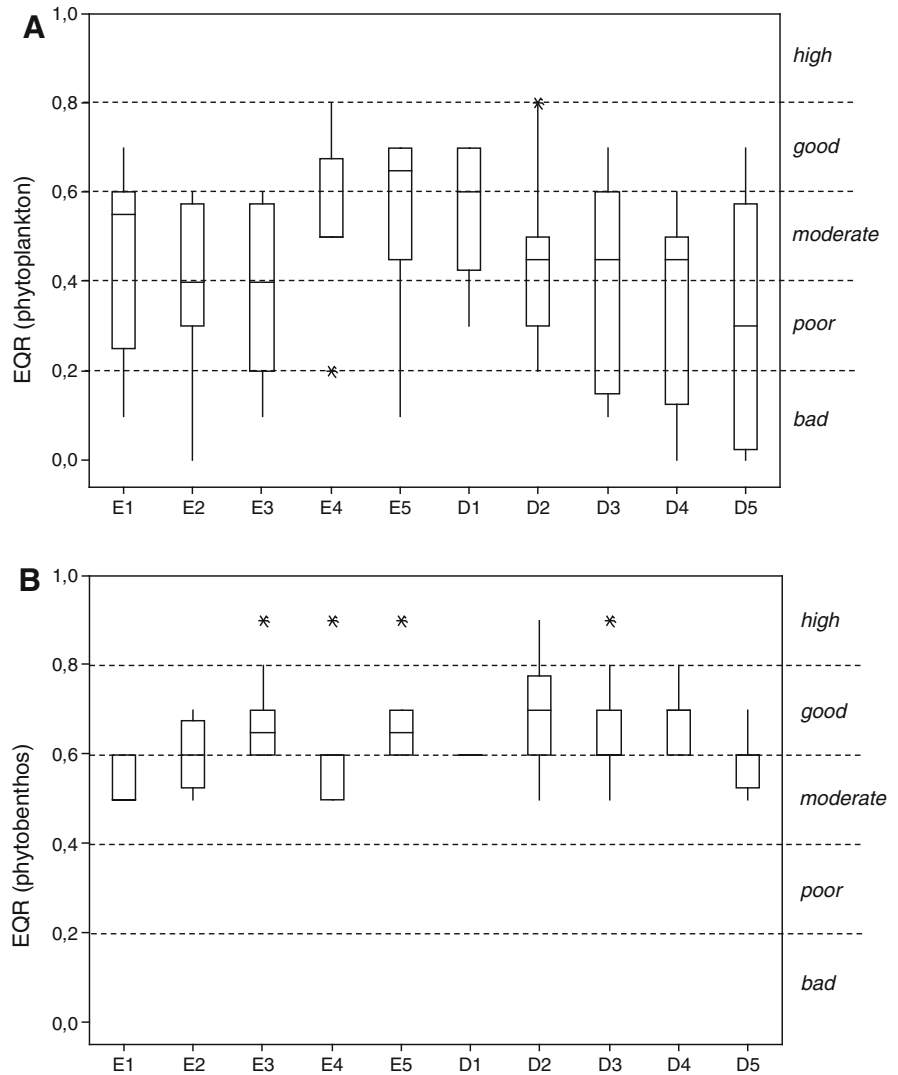 A
1,0
high
0,8
good
0,6
moderate
0,4
poor
0,2
bad
0,0
EQR (phytoplankton)
E1 E2 E3 E4 E5 D1 D2 D3 D4 D5
B
1,0
high
0,8
good
0,6
moderate
0,4
poor
0,2
bad
0,0
EQR (phytobenthos)
E1 E2 E3 E4 E5 D1 D2 D3 D4 D5